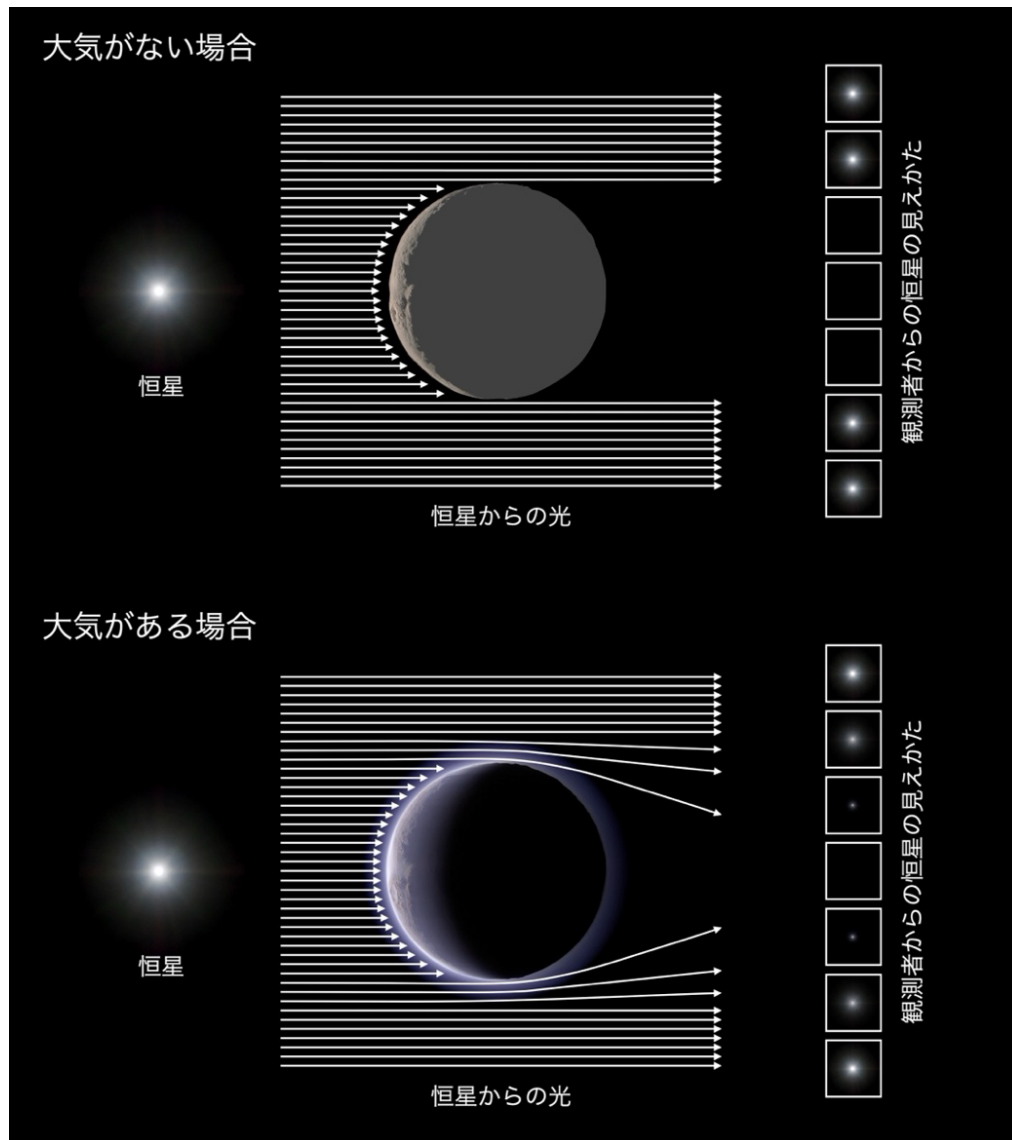 大気がない場合
恒星
恒星からの光
観測者からの恒星の見えかた
大気がある場合
恒星
恒星からの光
観測者からの恒星の見えかた